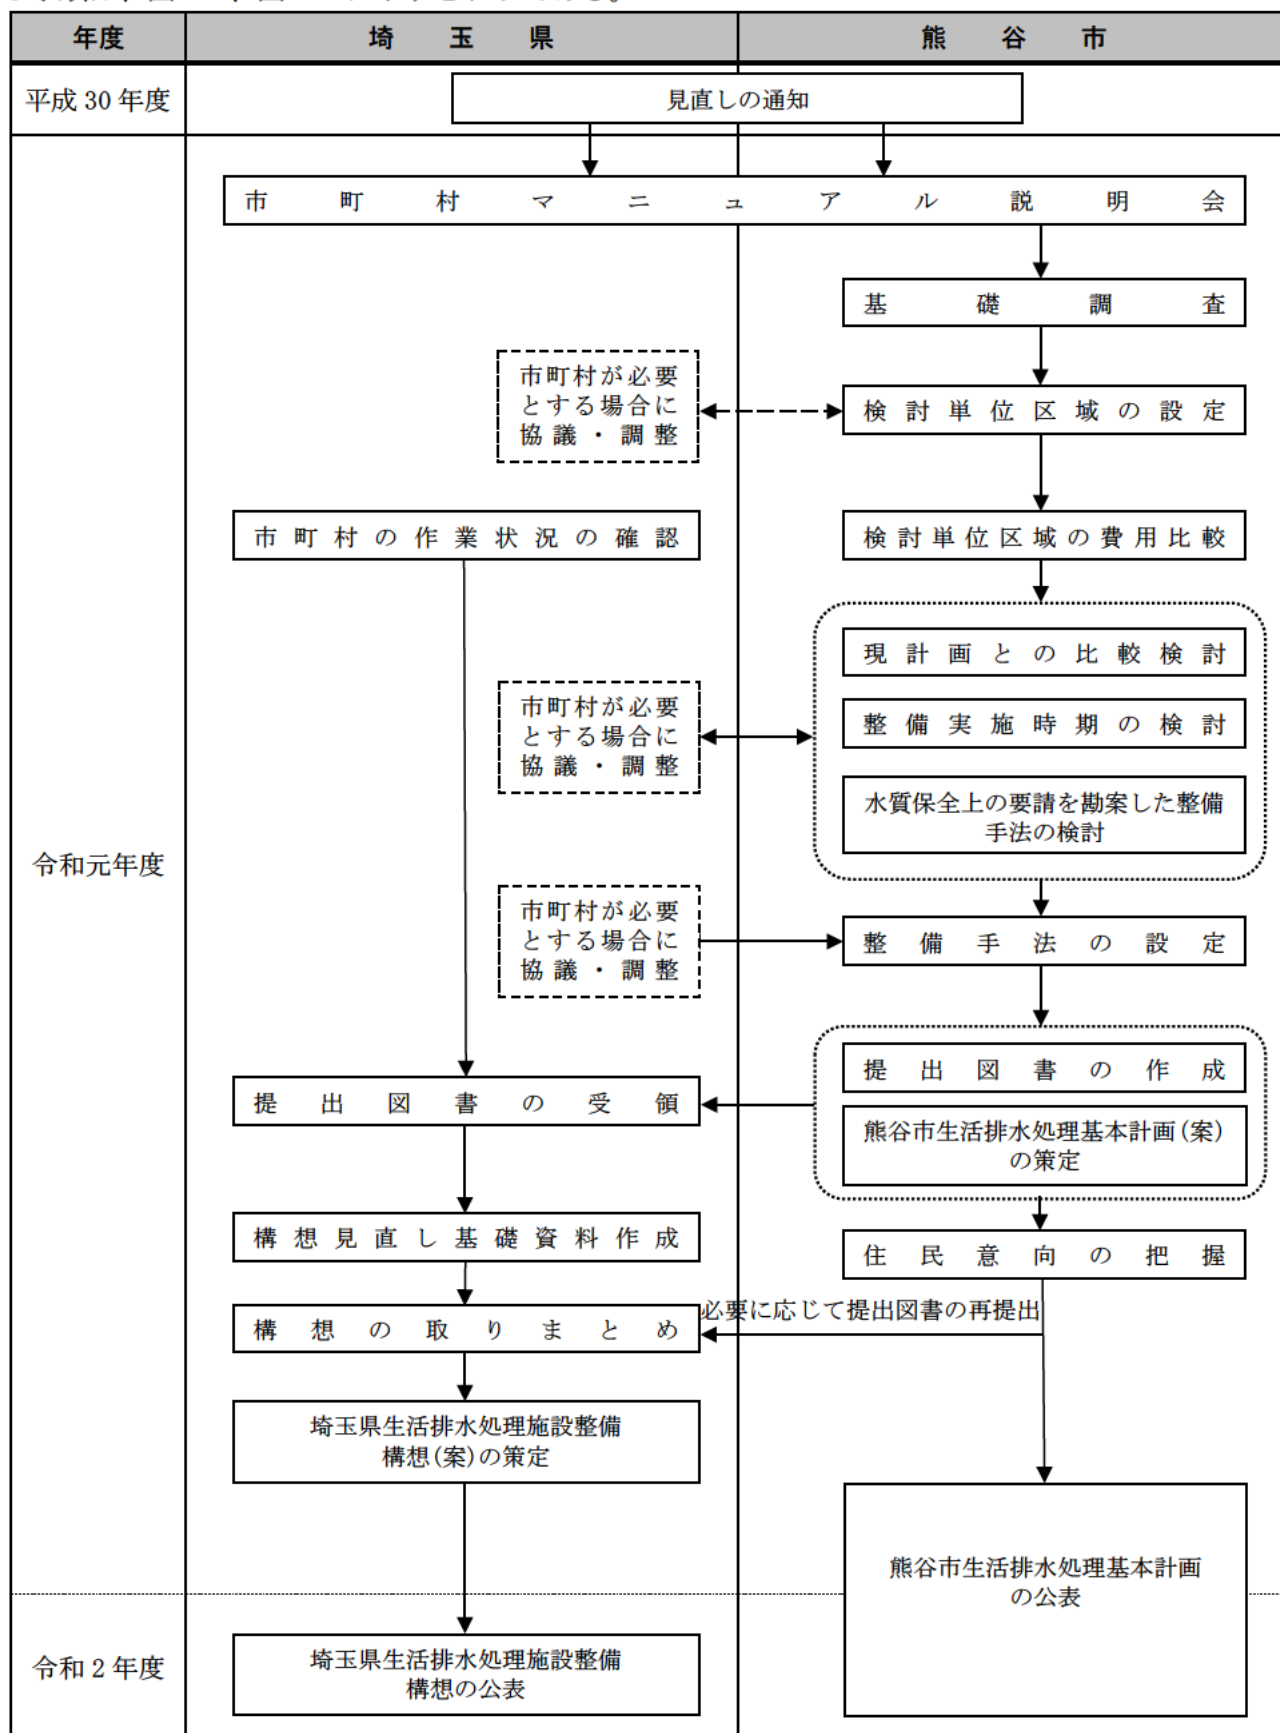 年度 埼玉県 熊谷市
平成30年度
見直しの通知
市町村マニュアル説明会
基礎調査
市町村が必要
とする場合に
協議・調整
検討単位区域の設定
市町村の作業状況の確認
検討単位区域の費用比較
現計画との比較検討
市町村が必要
とする場合に
協議・調整
整備実施時期の検討
水質保全上の要請を勘案した整備
手法の検討
令和元年度
市町村が必要
とする場合に
協議・調整
整備手法の設定
提出図書の作成
提出図書の受領
熊谷市生活排水処理基本計画(案)
の策定
構想見直し基礎資料作成
住民意向の把握
必要に応じて提出図書の再提出
構想の取りまとめ
埼玉県生活排水処理施設整備
構想(案)の策定
熊谷市生活排水処理基本計画
の公表
令和2年度
埼玉県生活排水処理施設整備
構想の公表